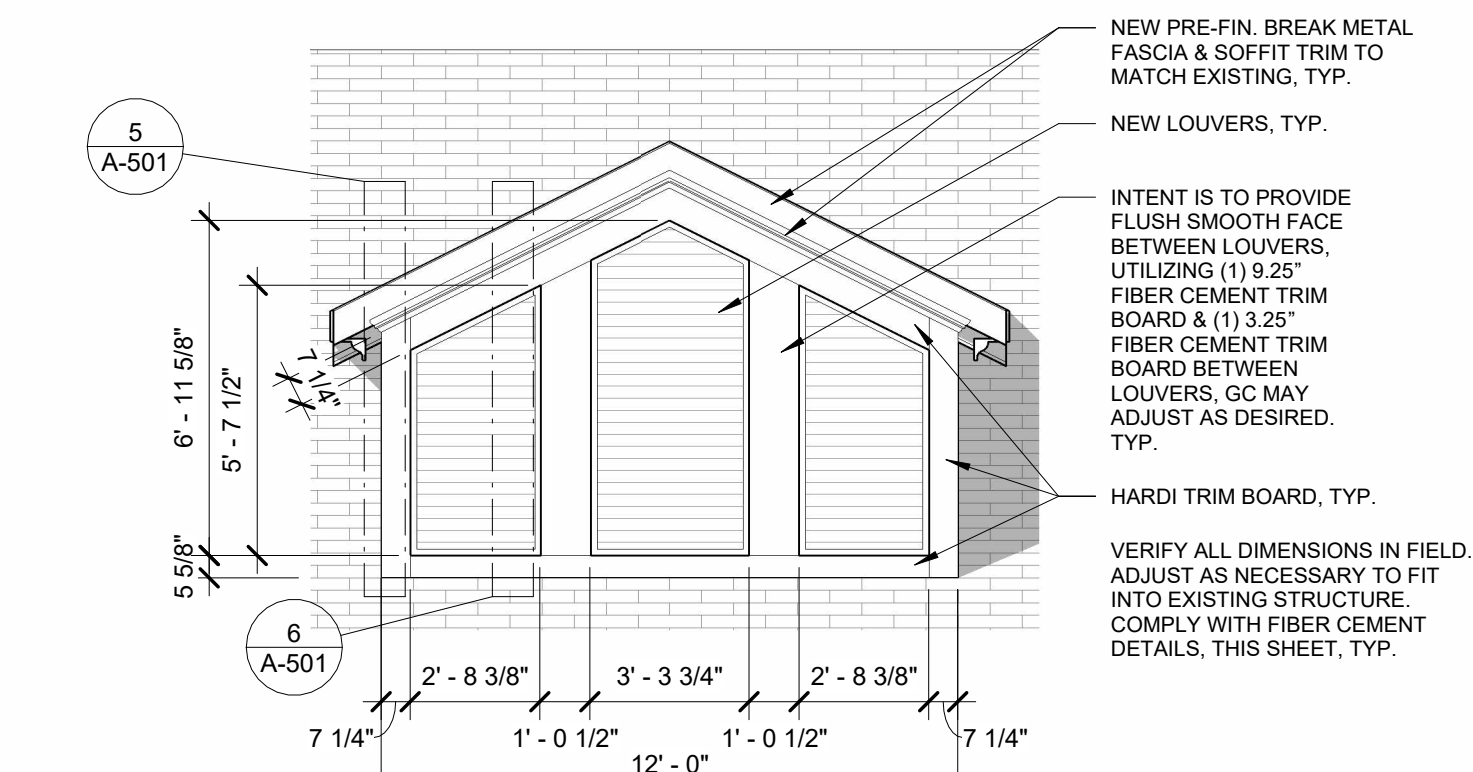 NEW PRE-FIN. BREAK METAL
FASCIA & SOFFIT TRIM TO
MATCH EXISTING, TYP.
NEW LOUVERS, TYP.
INTENT IS TO PROVIDE
FLUSH SMOOTH FACE
BETWEEN LOUVERS,
UTILIZING (1) 9.25”
FIBER CEMENT TRIM
BOARD & (1) 3.25”
FIBER CEMENT TRIM
BOARD BETWEEN
LOUVERS, GC MAY
ADJUST AS DESIRED.
TYP.
HARDI TRIM BOARD, TYP.
VERIFY ALL DIMENSIONS IN FIELD.
ADJUST AS NECESSARY TO FIT
INTO EXISTING STRUCTURE.
COMPLY WITH FIBER CEMENT
DETAILS, THIS SHEET, TYP.
5
A-501
6' - 11 5/8"
5' - 7 1/2"
7 1/4"
5 5/8"
6
A-501
2' - 8 3/8"
3' - 3 3/4"
2' - 8 3/8"
7 1/4"
1' - 0 1/2"
1' - 0 1/2"
7 1/4"
12' - 0"